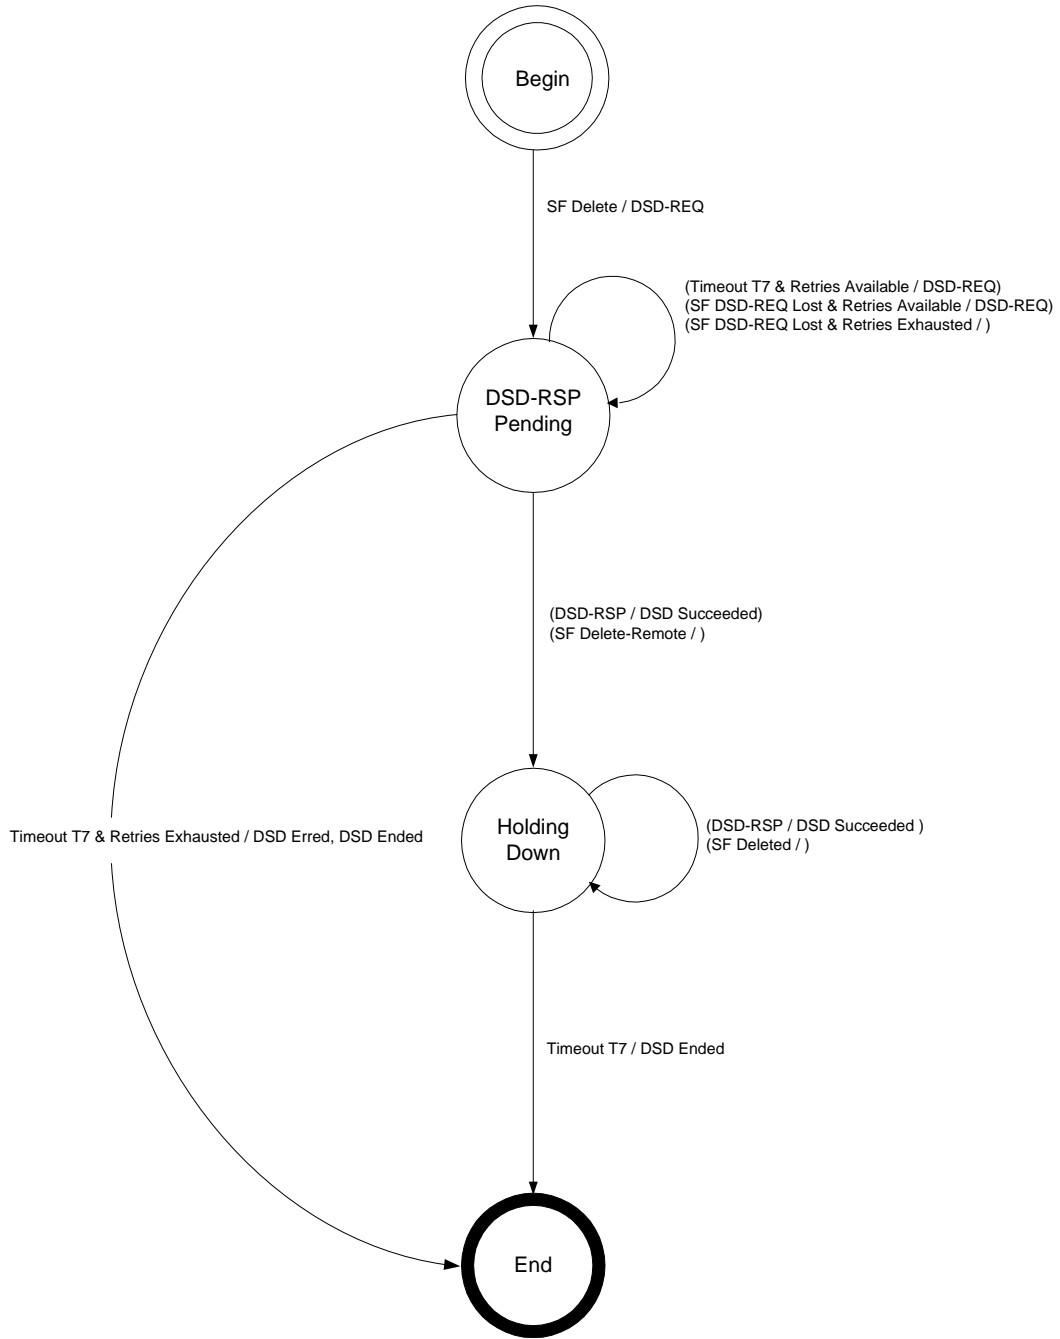 Begin
SF Delete / DSD-REQ
(Timeout T7 & Retries Available / DSD-REQ)
(SF DSD-REQ Lost & Retries Available / DSD-REQ)
(SF DSD-REQ Lost & Retries Exhausted / )
DSD-RSP
Pending
(DSD-RSP / DSD Succeeded)
(SF Delete-Remote / )
Timeout T7 & Retries Exhausted / DSD Erred, DSD Ended
Holding
Down
(DSD-RSP / DSD Succeeded )
(SF Deleted / )
Timeout T7 / DSD Ended
End